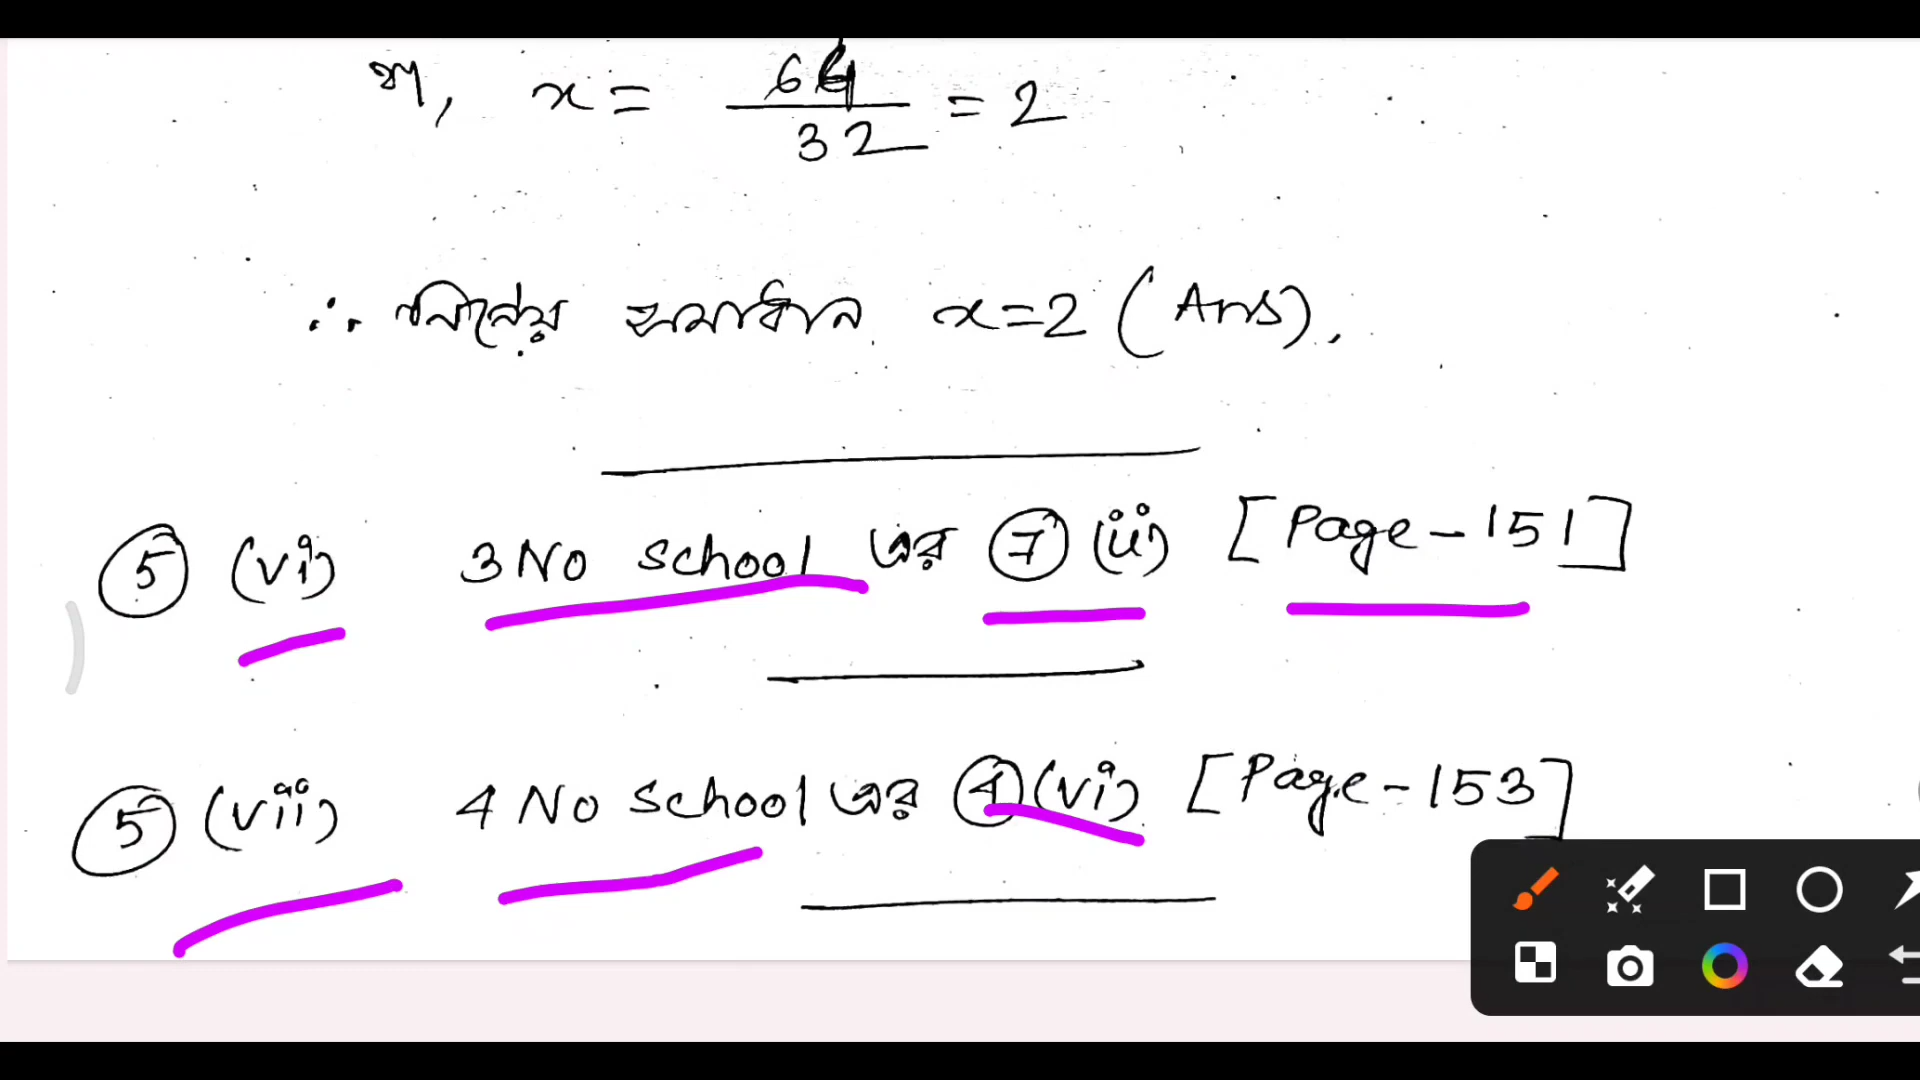 বা, x = 64/32 = 2
∴ নির্ণেয় সমাধান x=2 (Ans).
⑤ (vi) 3 No school এর ⑦ (ii) [Page-151]
⑤ (vii) 4 No school এর ④ (vi) [Page-153]